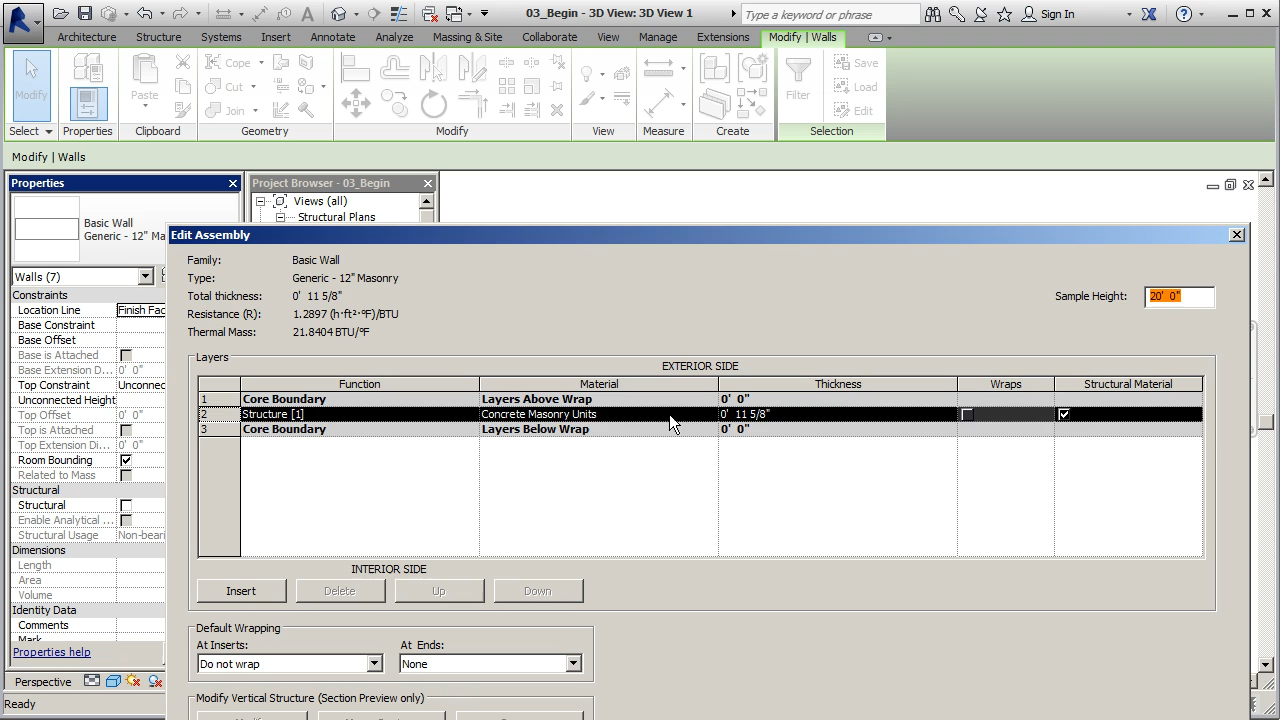 03_Begin - 3D View: 3D View 1
Type a keyword or phrase
Sign In
Architecture Structure Systems Insert Annotate Analyze Massing & Site Collaborate View Manage Extensions Modify | Walls
Modify
Paste
Cope
Cut
Join
Filter
Save
Load
Edit
Select Properties Clipboard Geometry Modify View Measure Create Selection
Modify | Walls
Properties
Project Browser - 03_Begin
Views (all)
Structural Plans
Basic Wall
Generic - 12" Ma
Walls (7)
Constraints
Location Line Finish Fac
Base Constraint
Base Offset
Base is Attached
Base Extension D... 0' 0"
Top Constraint Unconnec
Unconnected Height
Top Offset 0' 0"
Top is Attached
Top Extension Di... 0' 0"
Room Bounding
Related to Mass
Structural
Structural
Enable Analytical ...
Structural Usage Non-beari
Dimensions
Length
Area
Volume
Identity Data
Comments
Mark
Properties help
Perspective
Ready
Edit Assembly
Family: Basic Wall
Type: Generic - 12" Masonry
Total thickness: 0' 11 5/8"
Resistance (R): 1.2897 (h·ft²·°F)/BTU
Thermal Mass: 21.8404 BTU/°F
Sample Height: 20' 0"
Layers
EXTERIOR SIDE
Function Material Thickness Wraps Structural Material
1 Core Boundary Layers Above Wrap 0' 0"
2 Structure [1] Concrete Masonry Units 0' 11 5/8"
3 Core Boundary Layers Below Wrap 0' 0"
INTERIOR SIDE
Insert Delete Up Down
Default Wrapping
At Inserts: At Ends:
Do not wrap None
Modify Vertical Structure (Section Preview only)